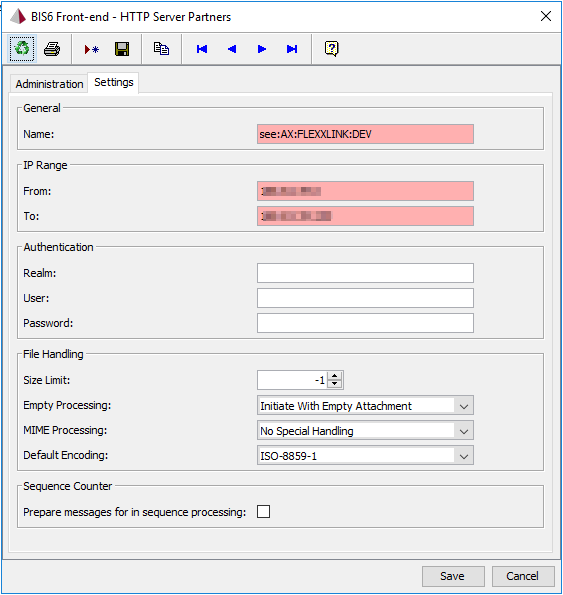 BIS6 Front-end - HTTP Server Partners
Administration
Settings
General
Name: see:AX:FLEXXLINK:DEV
IP Range
From:
To:
Authentication
Realm:
User:
Password:
File Handling
Size Limit: -1
Empty Processing: Initiate With Empty Attachment
MIME Processing: No Special Handling
Default Encoding: ISO-8859-1
Sequence Counter
Prepare messages for in sequence processing:
Save
Cancel